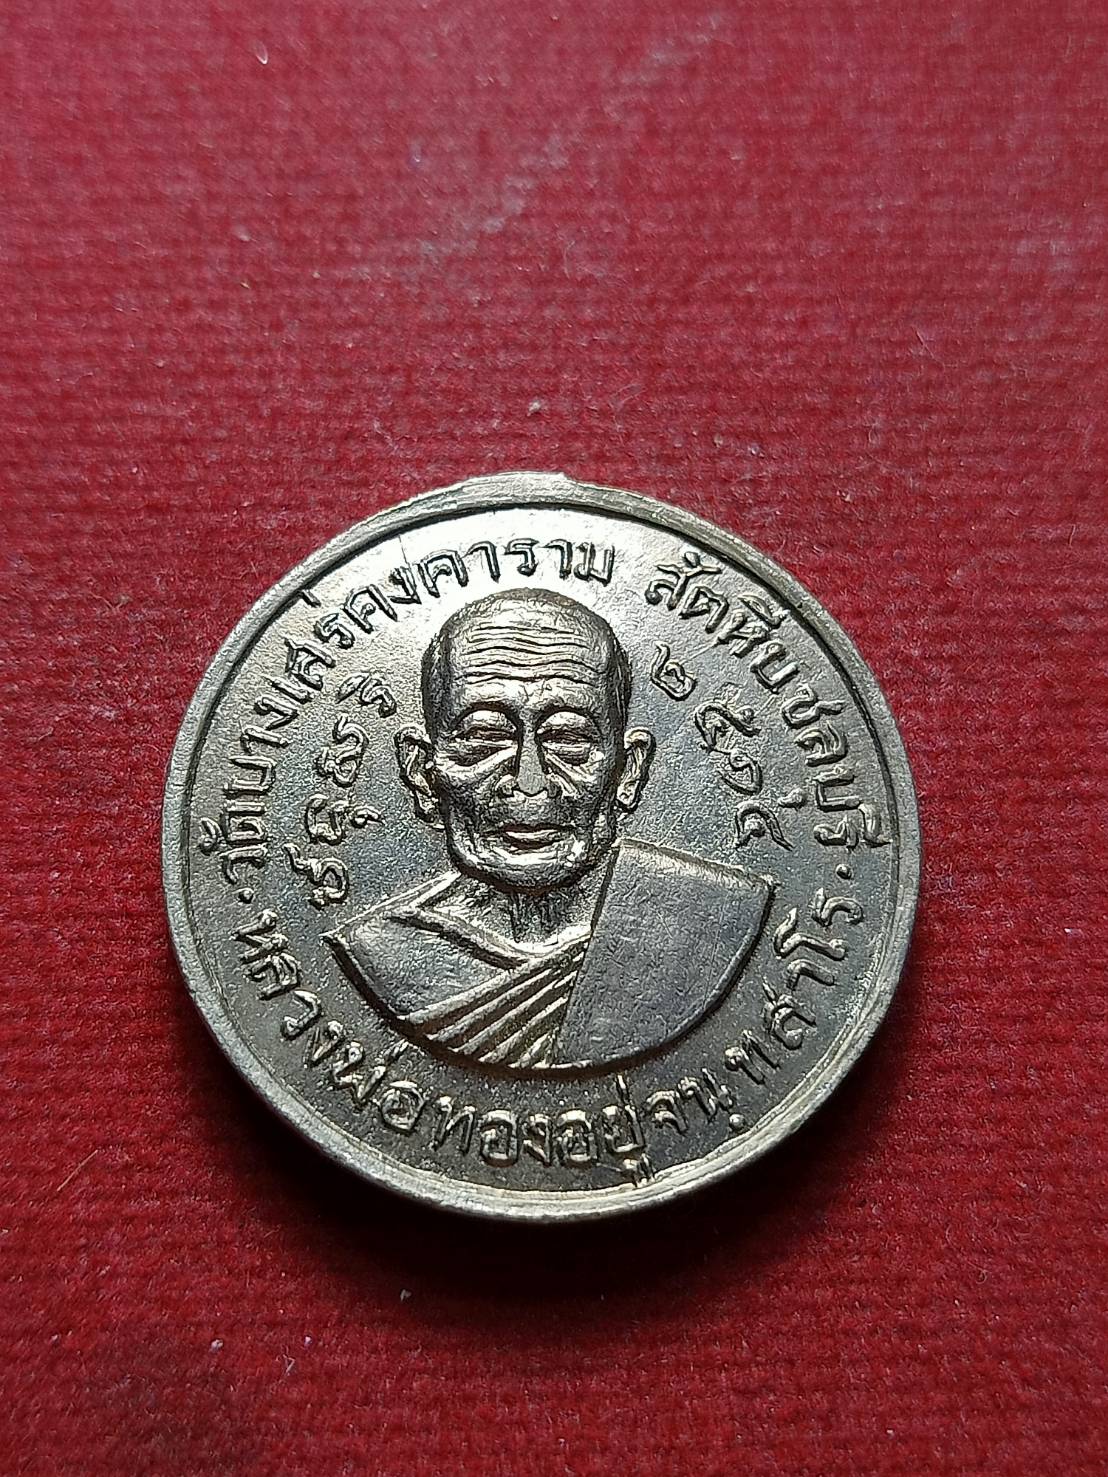 วัดบางเสร่คงคาราม สัตหีบ ชลบุรี
๒๕๑๔
หลวงพ่อทองอยู่ จนฺทสาโร